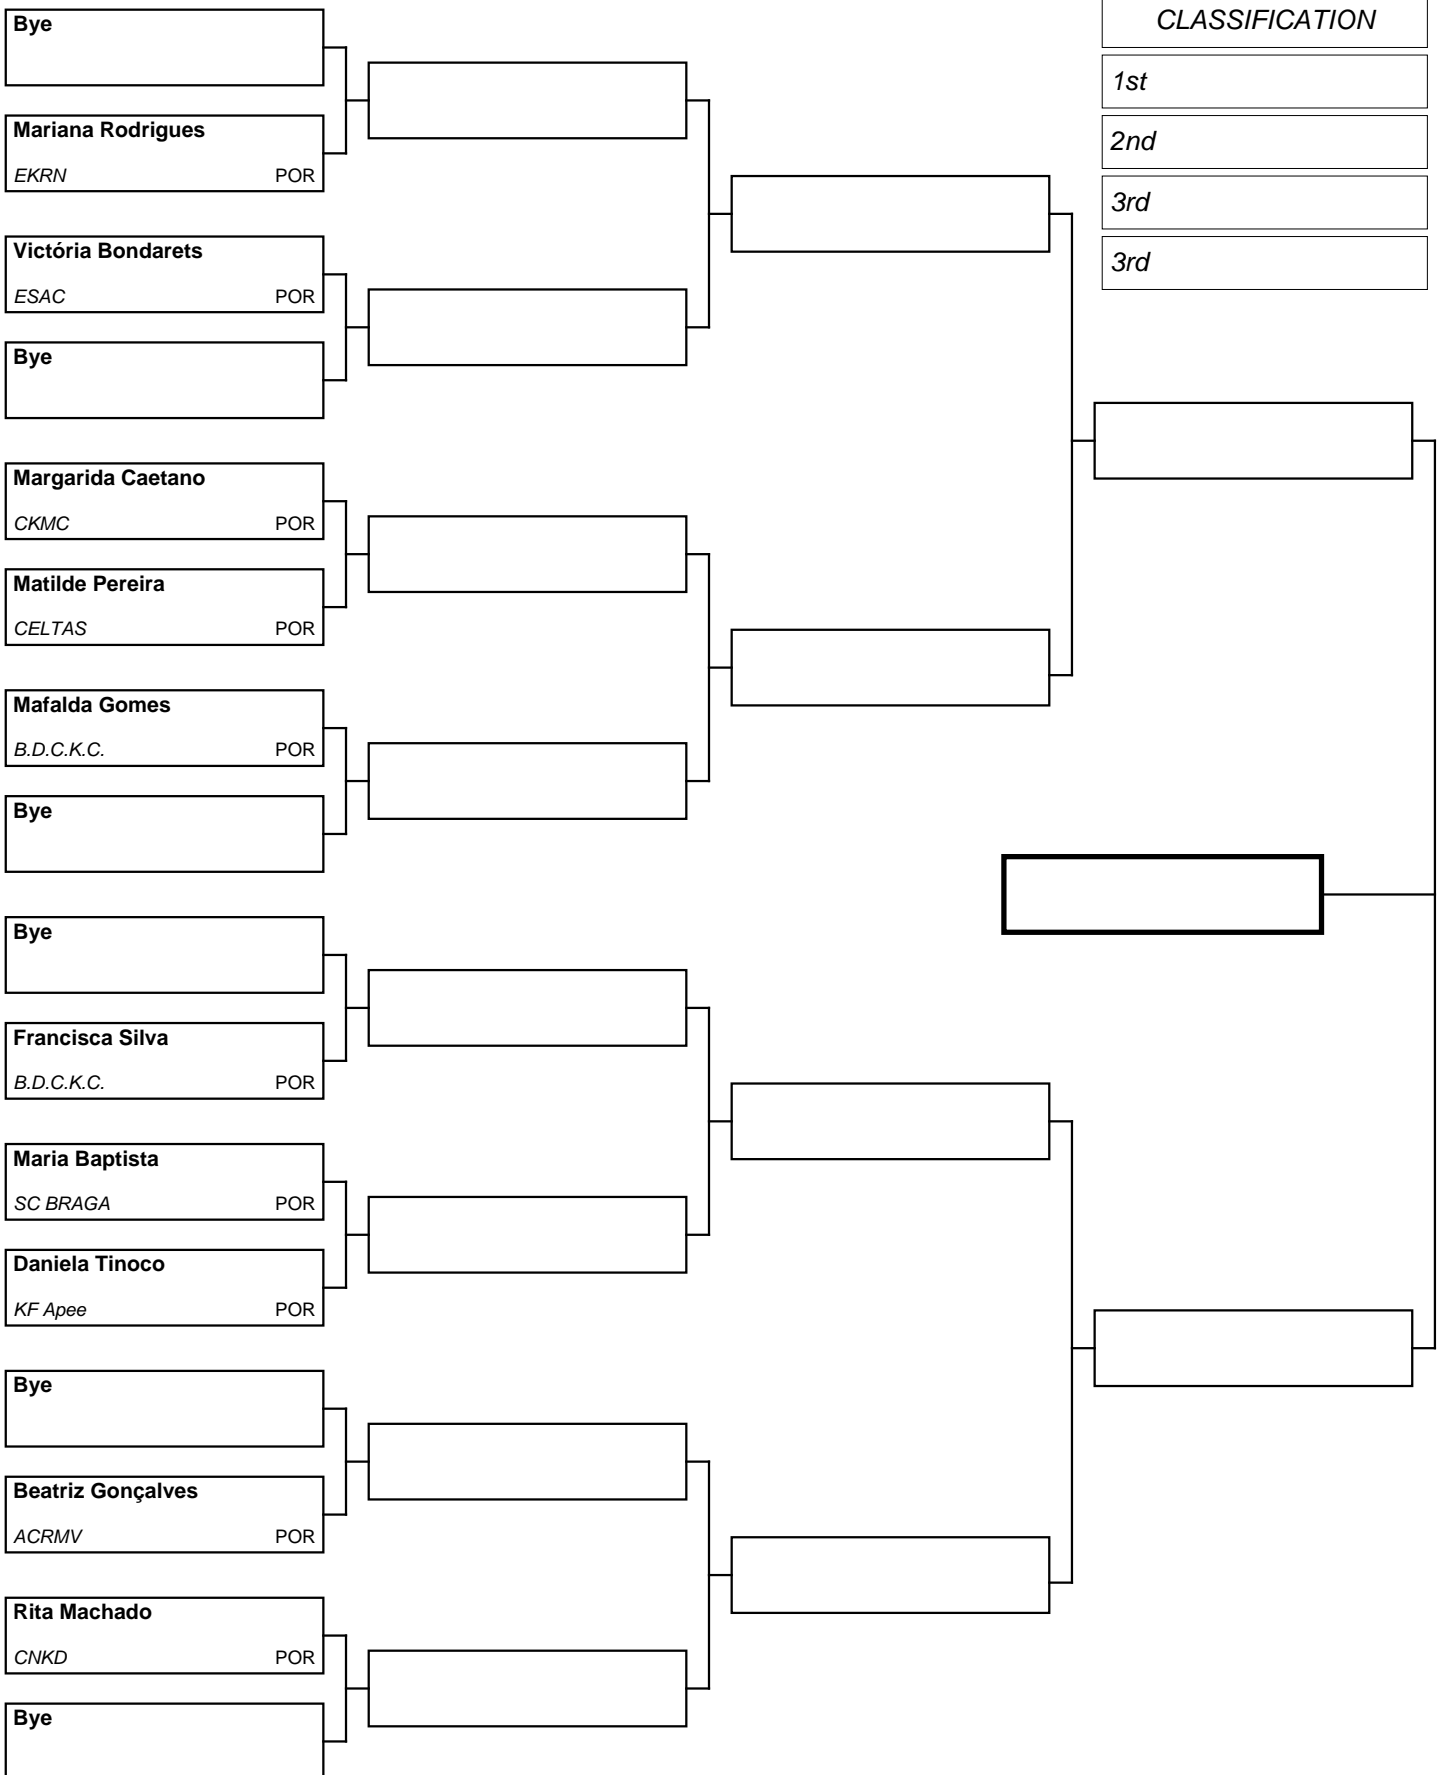 Bye
CLASSIFICATION
1st
2nd
3rd
3rd
Mariana Rodrigues
EKRN POR
Victória Bondarets
ESAC POR
Bye
Margarida Caetano
CKMC POR
Matilde Pereira
CELTAS POR
Mafalda Gomes
B.D.C.K.C. POR
Bye
Bye
Francisca Silva
B.D.C.K.C. POR
Maria Baptista
SC BRAGA POR
Daniela Tinoco
KF Apee POR
Bye
Beatriz Gonçalves
ACRMV POR
Rita Machado
CNKD POR
Bye